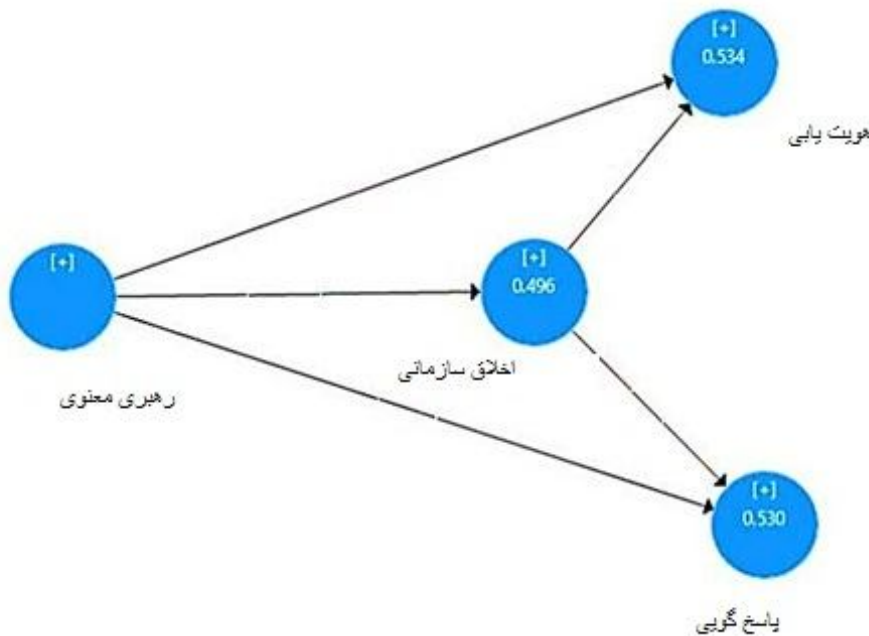 [+]
0.534
هویت یابی
[+]
[+]
0.496
اخلاق سازمانی
رهبری معنوی
[+]
0.530
پاسخ گویی